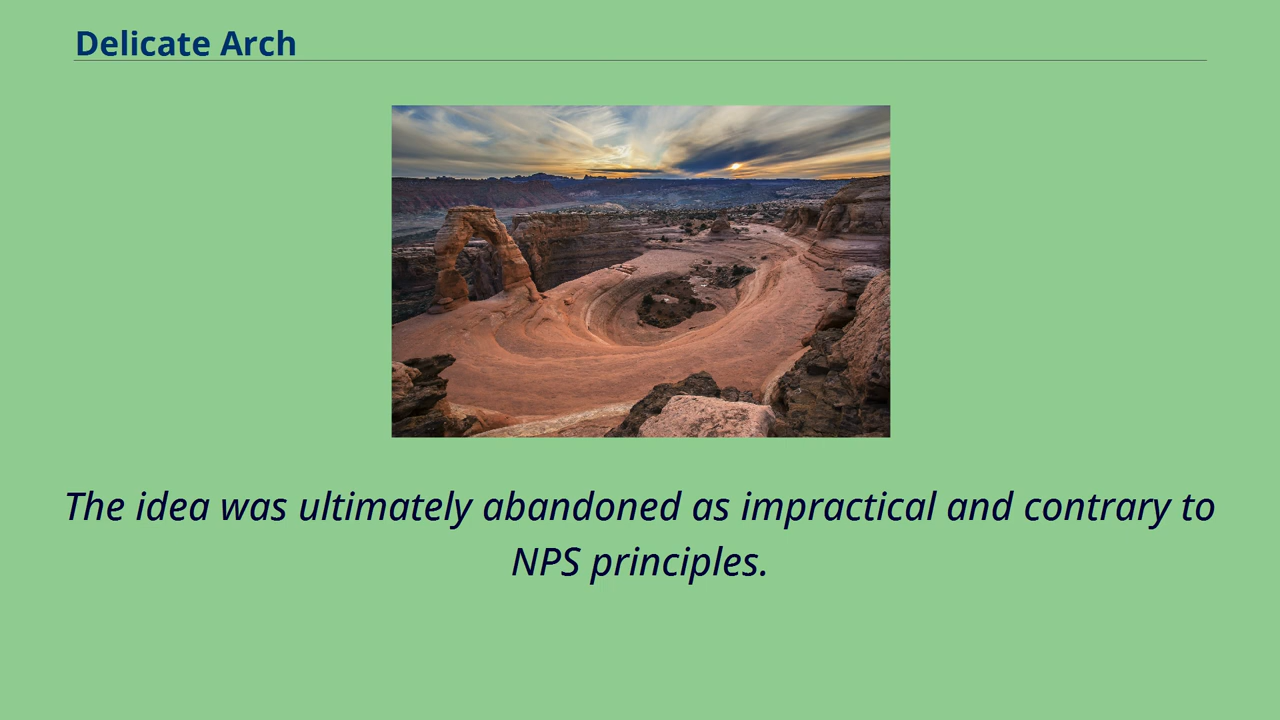 Delicate Arch
The idea was ultimately abandoned as impractical and contrary to
NPS principles.